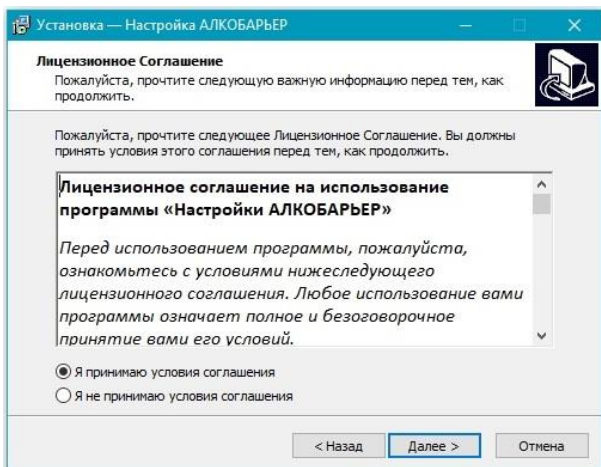 Установка — Настройка АЛКОБАРЬЕР
Лицензионное Соглашение
Пожалуйста, прочтите следующую важную информацию перед тем, как
продолжить.
Пожалуйста, прочтите следующее Лицензионное Соглашение. Вы должны
принять условия этого соглашения перед тем, как продолжить.
Лицензионное соглашение на использование
программы «Настройки АЛКОБАРЬЕР»
Перед использованием программы, пожалуйста,
ознакомьтесь с условиями нижеследующего
лицензионного соглашения. Любое использование вами
программы означает полное и безоговорочное
принятие вами его условий.
Я принимаю условия соглашения
Я не принимаю условия соглашения
< Назад Далее > Отмена